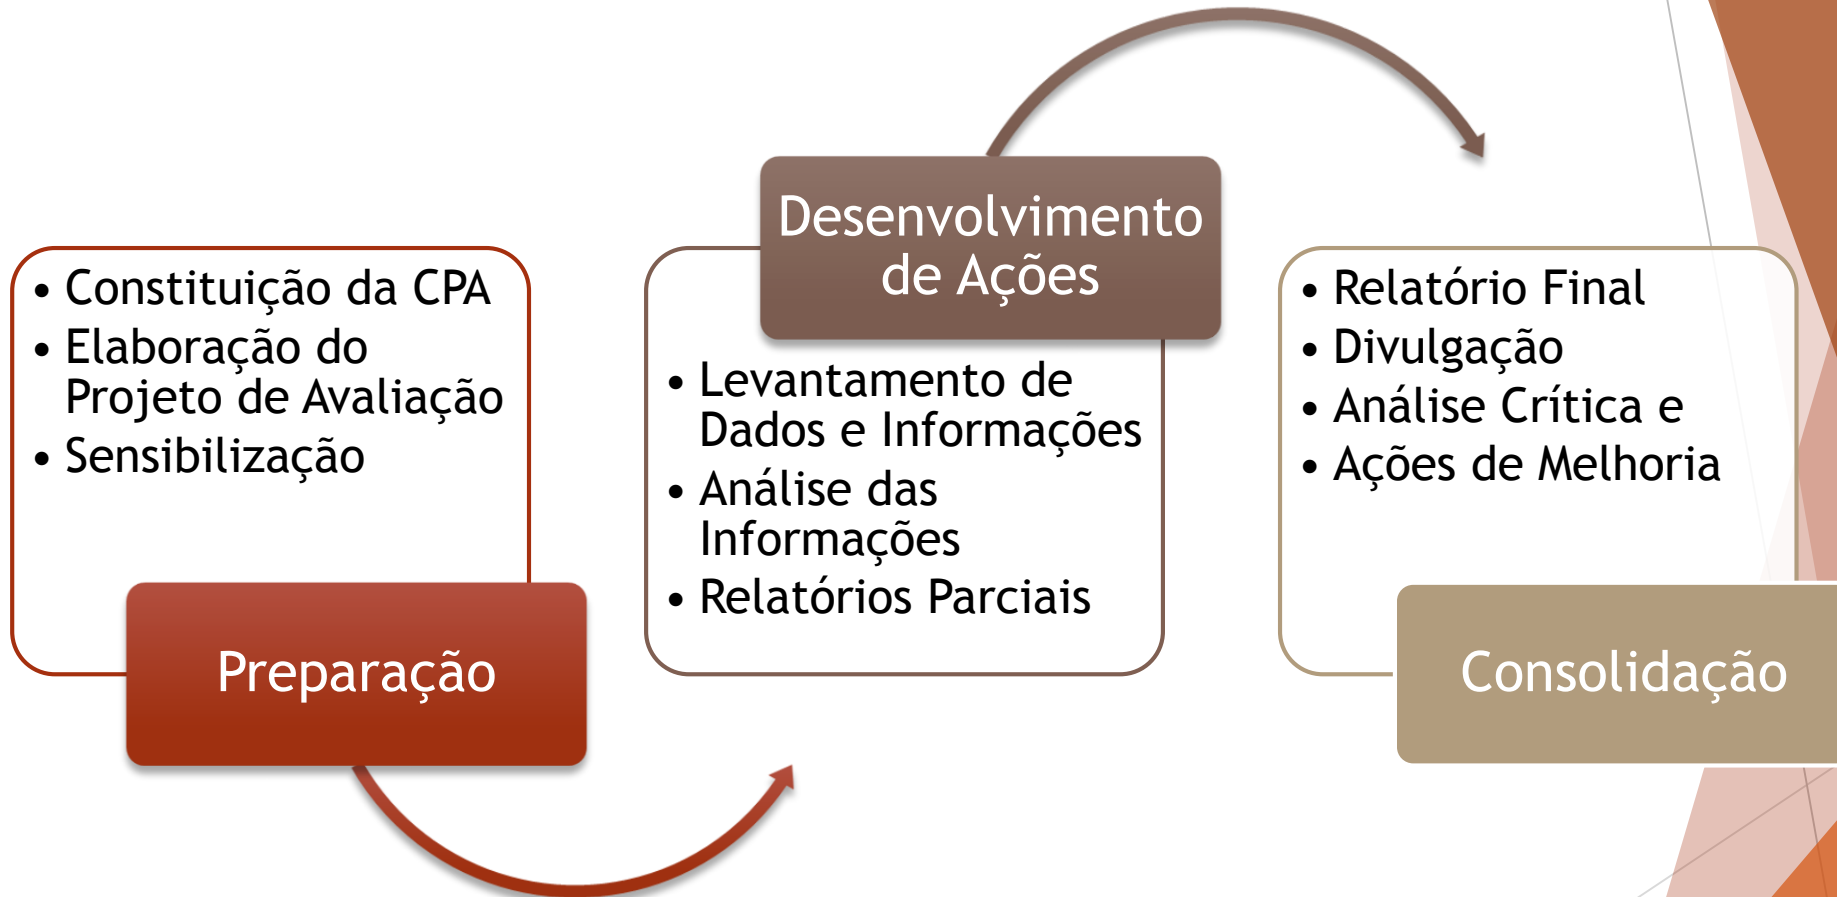 • Constituição da CPA
• Elaboração do
Projeto de Avaliação
• Sensibilização
Preparação
Desenvolvimento
de Ações
• Levantamento de
Dados e Informações
• Análise das
Informações
• Relatórios Parciais
• Relatório Final
• Divulgação
• Análise Crítica e
• Ações de Melhoria
Consolidação